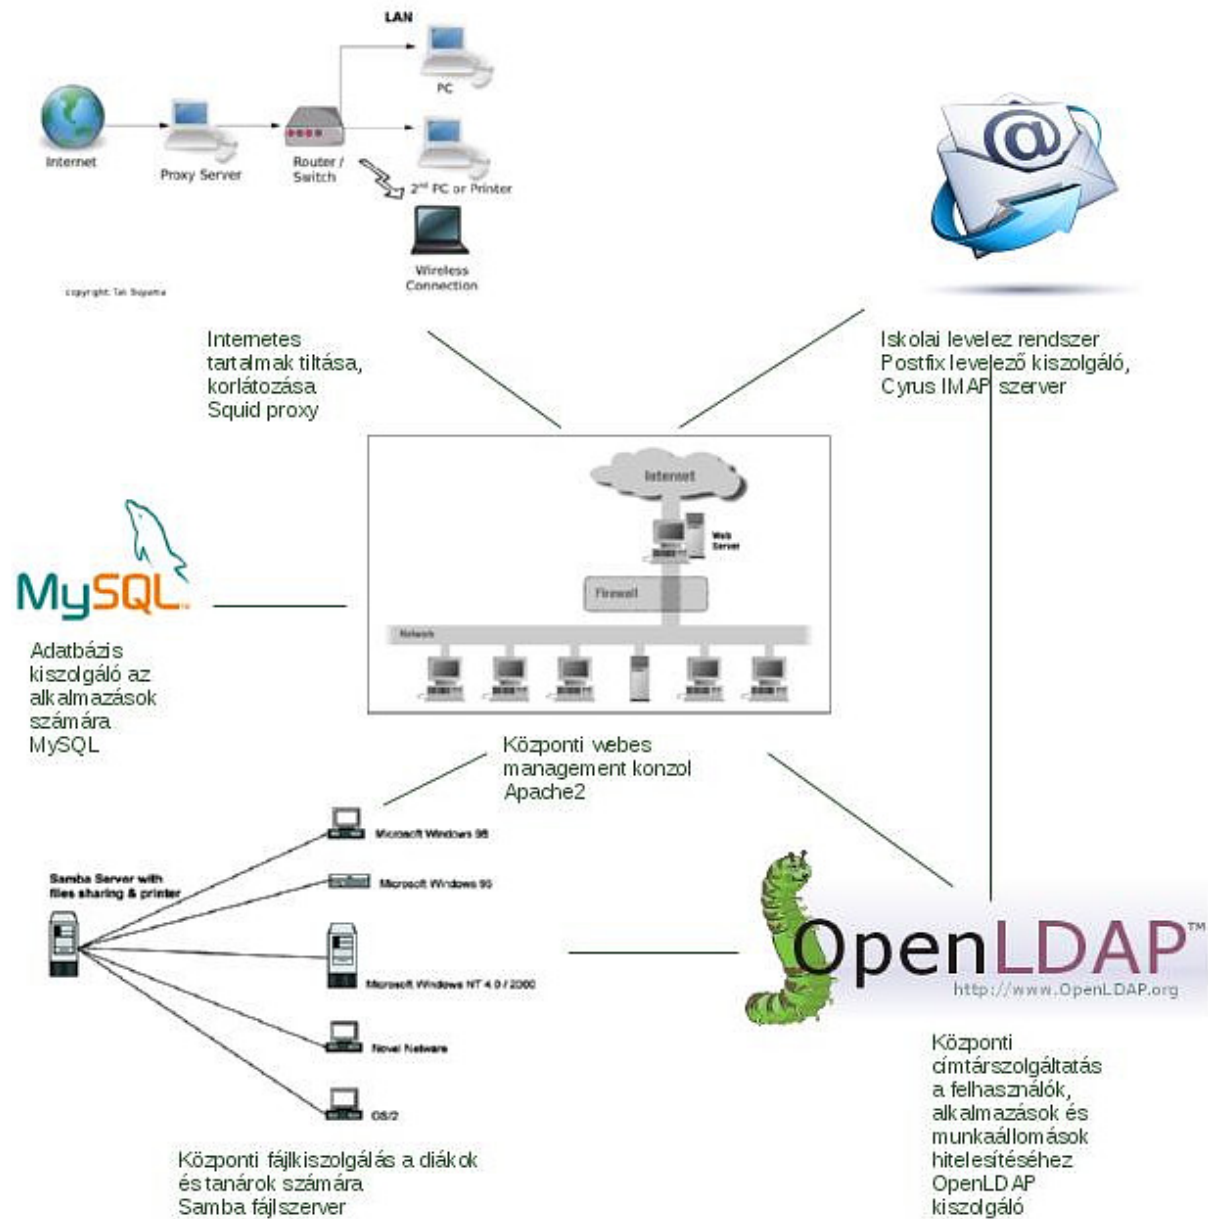 LAN
PC
Internet
Proxy Server
Router /
Switch
2nd PC or Printer
Wireless
Connection
copyright: Tan
Internetes
tartalmak tiltása,
korlátozása
Squid proxy
Iskolai levelez rendszer
Postfix levelező kiszolgáló,
Cyrus IMAP szerver
Internet
Web
Server
Firewall
Network
MySQL
Adatbázis
kiszolgáló az
alkalmazások
számára
MySQL
Központi webes
management konzol
Apache2
Samba Server with
files sharing & printer
Microsoft Windows 98
Microsoft Windows 95
Microsoft Windows NT 4.0 / 2000
Novel Netware
OS/2
Központi fájlkiszolgálás a diákok
és tanárok számára
Samba fájlszerver
OpenLDAP™
http://www.OpenLDAP.org
Központi
címtárszolgáltatás
a felhasználók,
alkalmazások és
munkaállomások
hitelesítéséhez
OpenLDAP
kiszolgáló